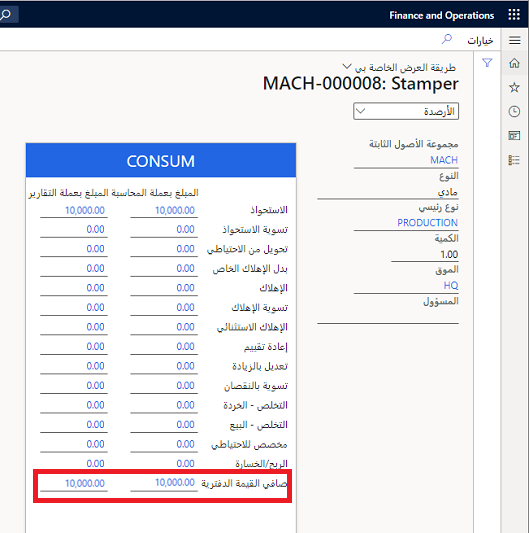 Finance and Operations
خيارات
طريقة العرض الخاصة بي
MACH-000008: Stamper
الأرصدة
مجموعة الأصول الثابتة
MACH
النوع
مادي
نوع رئيسي
PRODUCTION
الكمية
1.00
الموق
HQ
المسؤول
CONSUM
المبلغ بعملة المحاسبة المبلغ بعملة التقارير
الاستحواذ 10,000.00 10,000.00
تسوية الاستحواذ 0.00 0.00
تحويل من الاحتياطي 0.00 0.00
بدل الإهلاك الخاص 0.00 0.00
الإهلاك 0.00 0.00
تسوية الإهلاك 0.00 0.00
الإهلاك الاستثنائي 0.00 0.00
إعادة تقييم 0.00 0.00
تعديل بالزيادة 0.00 0.00
تسوية بالنقصان 0.00 0.00
التخلص - الخردة 0.00 0.00
التخلص - البيع 0.00 0.00
مخصص للاحتياطي 0.00 0.00
الربح/الخسارة 0.00 0.00
صافي القيمة الدفترية 10,000.00 10,000.00